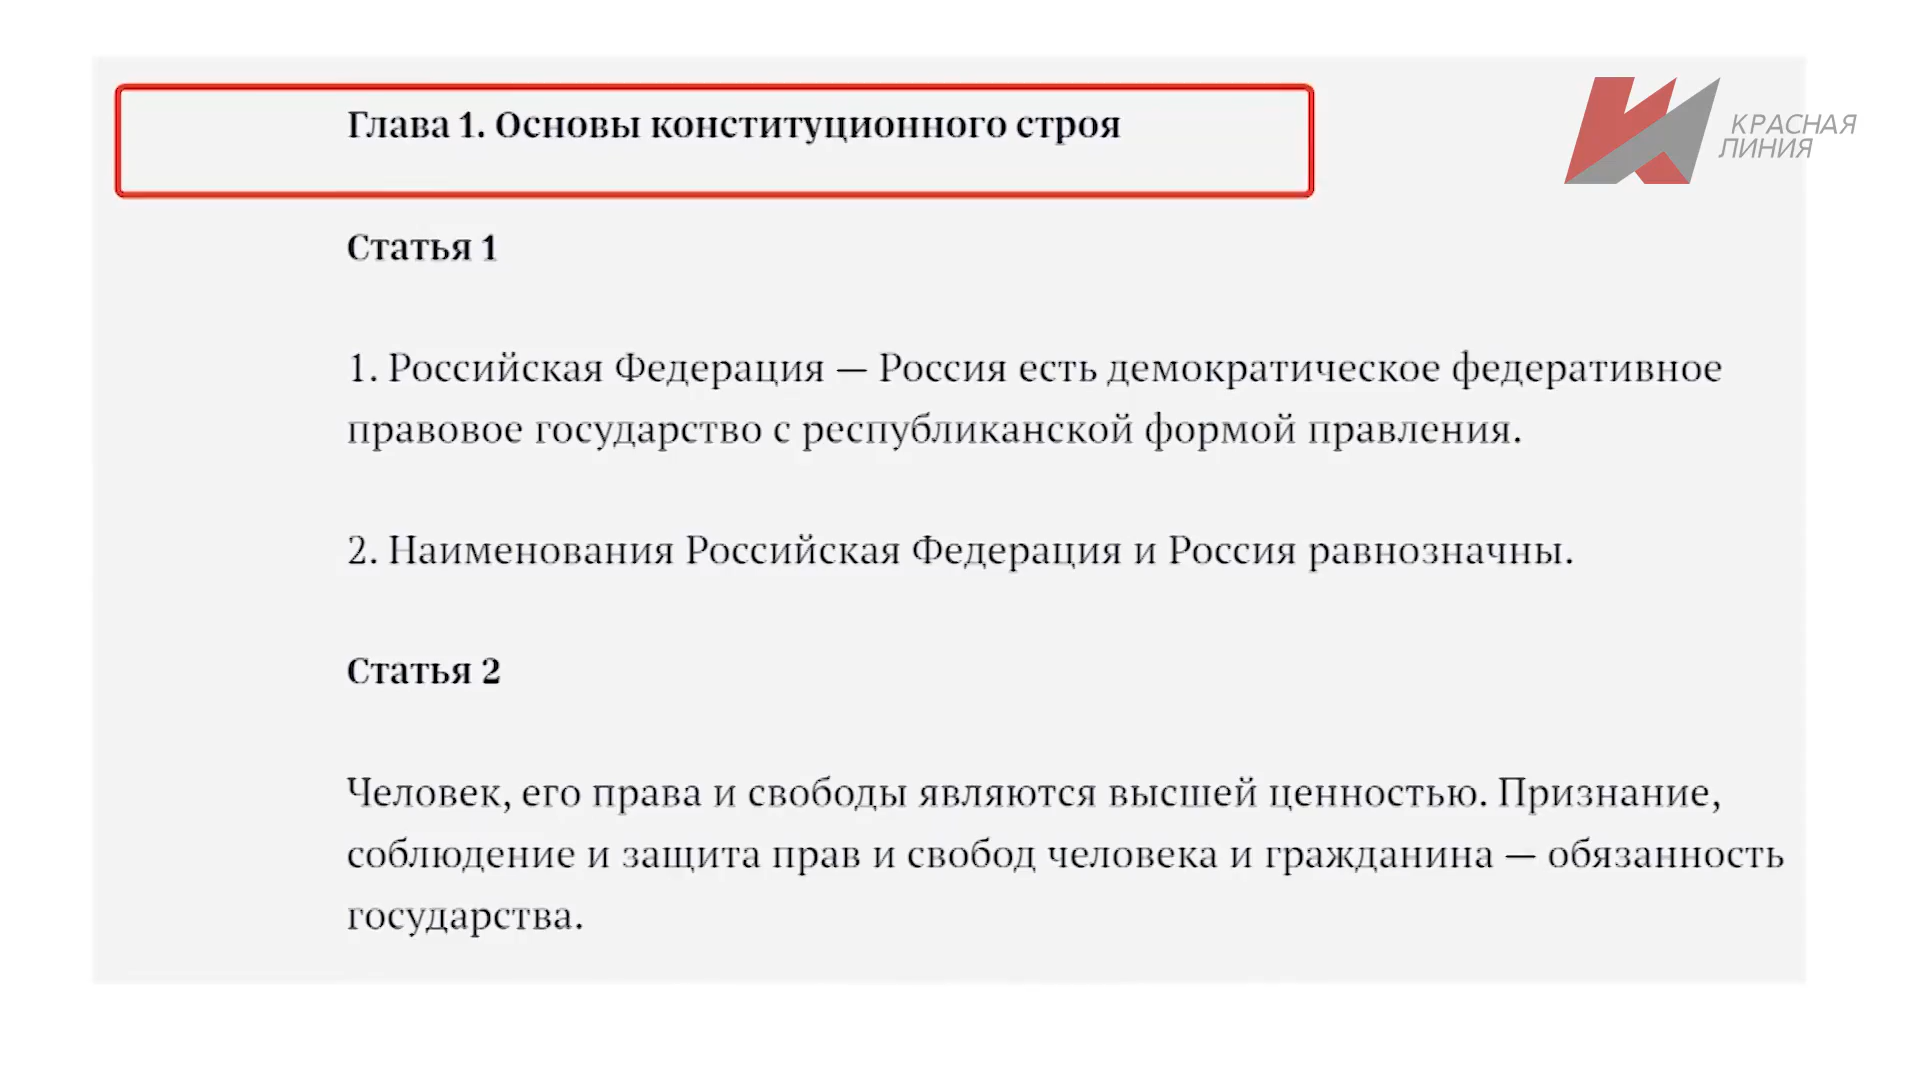 Глава 1. Основы конституционного строя
КРАСНАЯ
ЛИНИЯ
Статья 1
1. Российская Федерация — Россия есть демократическое федеративное
правовое государство с республиканской формой правления.
2. Наименования Российская Федерация и Россия равнозначны.
Статья 2
Человек, его права и свободы являются высшей ценностью. Признание,
соблюдение и защита прав и свобод человека и гражданина — обязанность
государства.